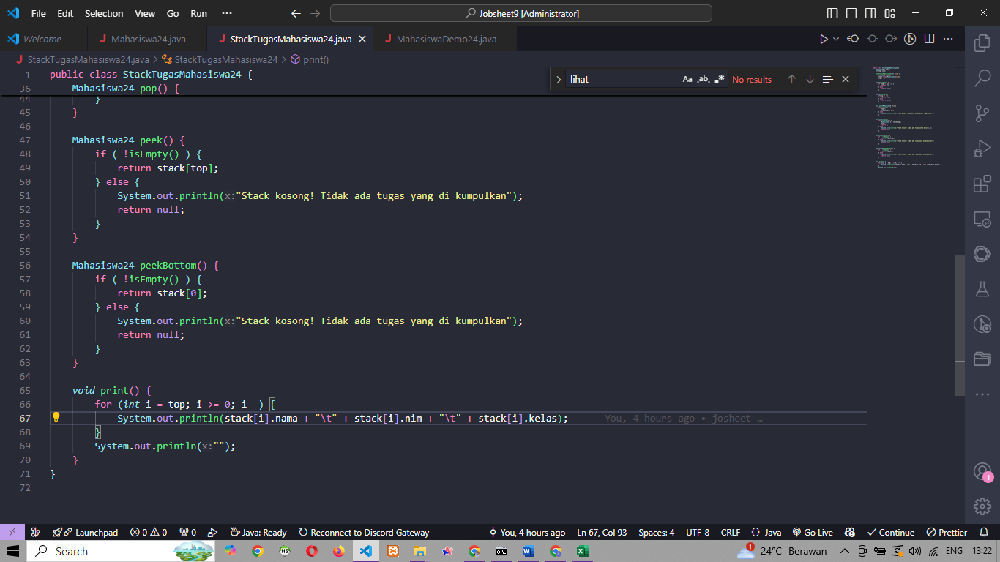 File Edit Selection View Go Run ··· Jobsheet9 [Administrator]
Welcome Mahasiswa24.java StackTugasMahasiswa24.java MahasiswaDemo24.java
StackTugasMahasiswa24.java > StackTugasMahasiswa24 > print()
lihat Aa ab .* No results
1 public class StackTugasMahasiswa24 {
36 Mahasiswa24 pop() {
44 }
45 }
46
47 Mahasiswa24 peek() {
48 if ( !isEmpty() ) {
49 return stack[top];
50 } else {
51 System.out.println(x:"Stack kosong! Tidak ada tugas yang di kumpulkan");
52 return null;
53 }
54 }
55
56 Mahasiswa24 peekBottom() {
57 if ( !isEmpty() ) {
58 return stack[0];
59 } else {
60 System.out.println(x:"Stack kosong! Tidak ada tugas yang di kumpulkan");
61 return null;
62 }
63 }
64
65 void print() {
66 for (int i = top; i >= 0; i--) {
67 System.out.println(stack[i].nama + "\t" + stack[i].nim + "\t" + stack[i].kelas); You, 4 hours ago • josheet …
68 }
69 System.out.println(x:"");
70 }
71 }
72
1
Launchpad 0 0 0 Java: Ready Reconnect to Discord Gateway You, 4 hours ago Ln 67, Col 93 Spaces: 4 UTF-8 CRLF {} Java Go Live Continue Prettier
Search HS 1 24°C Berawan ENG 13:22